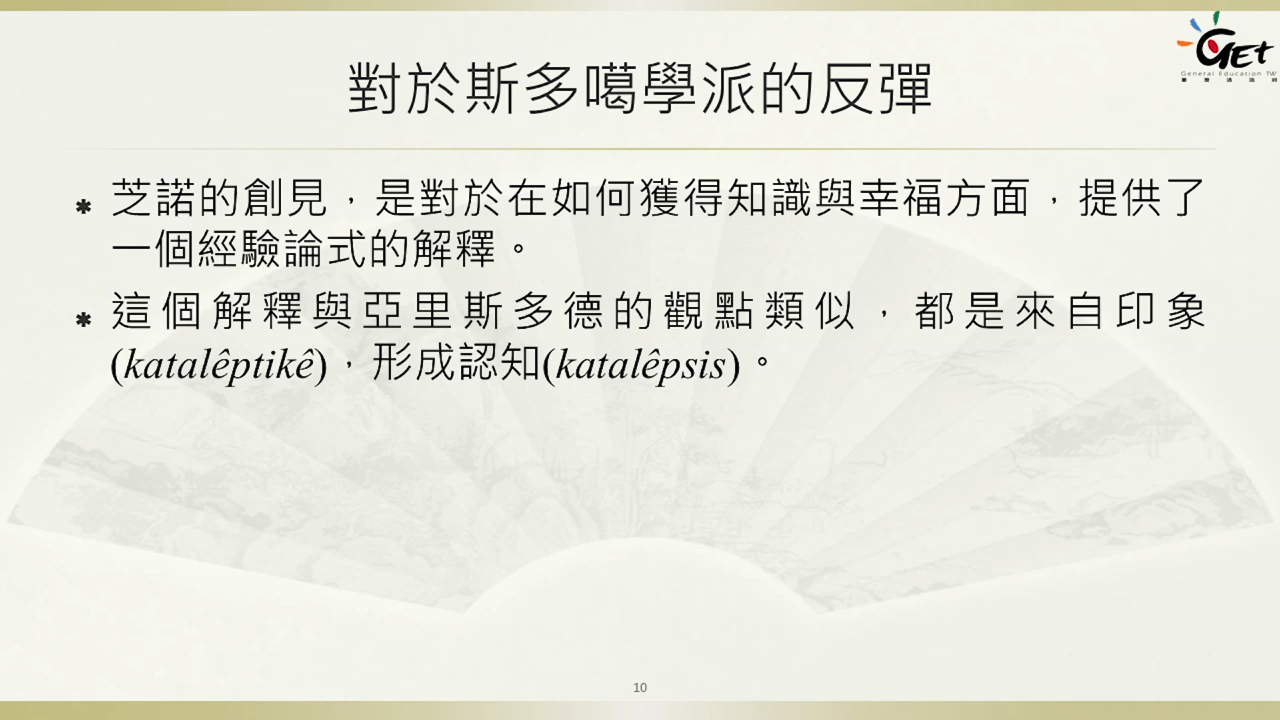 GEt
General Education TW
對於斯多噶學派的反彈
芝諾的創見，是對於在如何獲得知識與幸福方面，提供了
一個經驗論式的解釋。
這個解釋與亞里斯多德的觀點類似，都是來自印象
(katalêptikê)，形成認知(katalêpsis)。
10